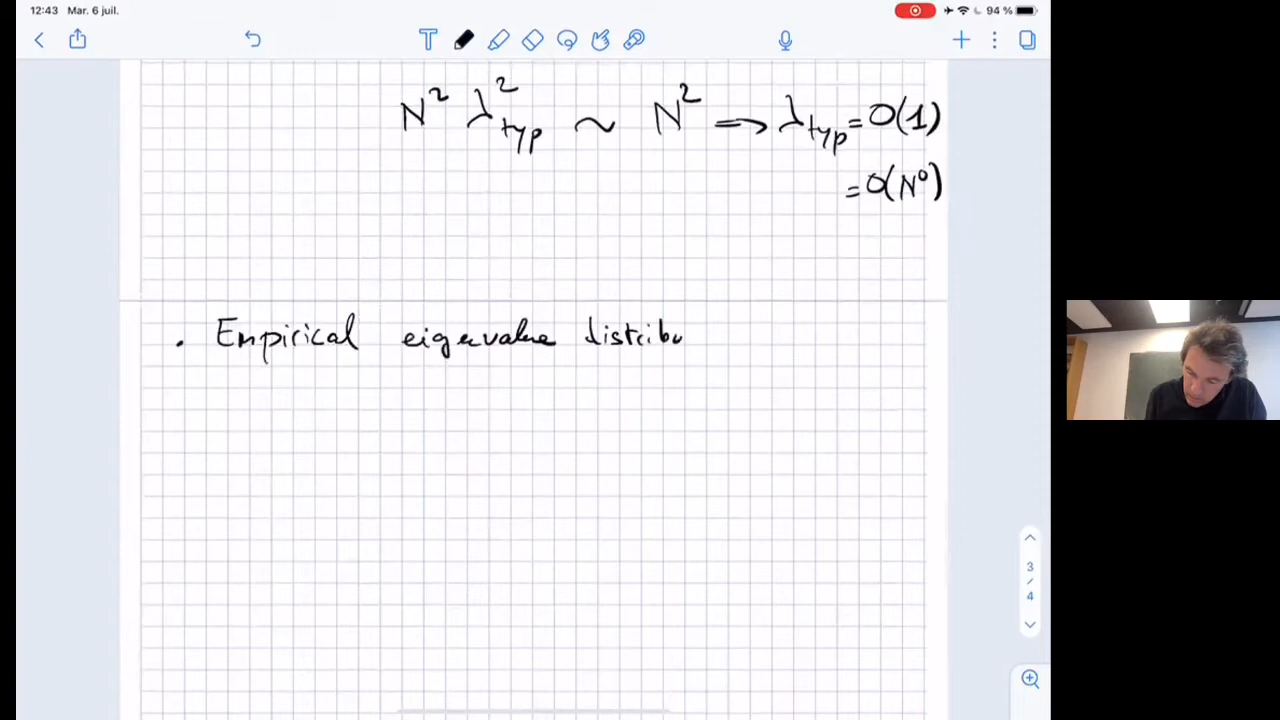 12:43 Mar. 6 juil.
94 %
T
N² λ²typ ~ N² => λtyp = O(1)
= O(N⁰)
. Empirical eigenvalue distribu
3
/
4